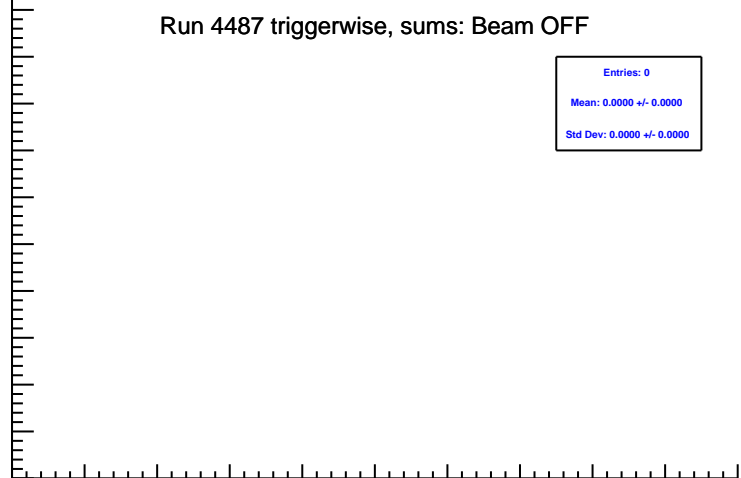 Run 4487 triggerwise, sums: Beam OFF
Entries: 0
Mean: 0.0000 +/- 0.0000
Std Dev: 0.0000 +/- 0.0000